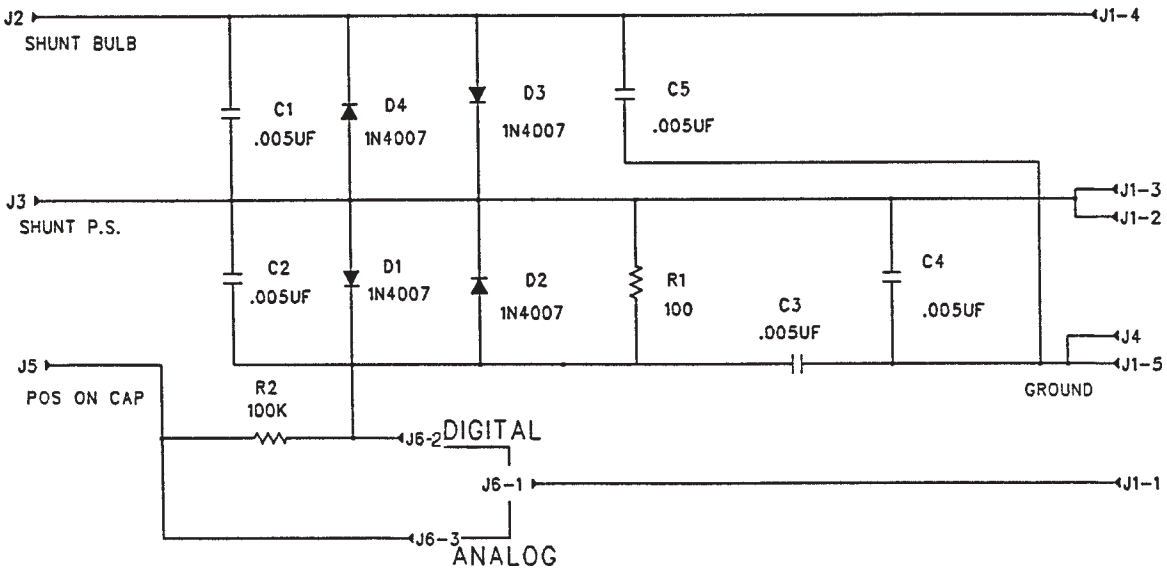 J2
J1-4
SHUNT BULB
C1
.005UF
D4
1N4007
D3
1N4007
C5
.005UF
J3
SHUNT P.S.
J1-3
J1-2
C2
.005UF
D1
1N4007
D2
1N4007
R1
100
C3
.005UF
C4
.005UF
J4
J5
J1-5
POS ON CAP
GROUND
R2
100K
J6-2
DIGITAL
J6-1
J1-1
J6-3
ANALOG